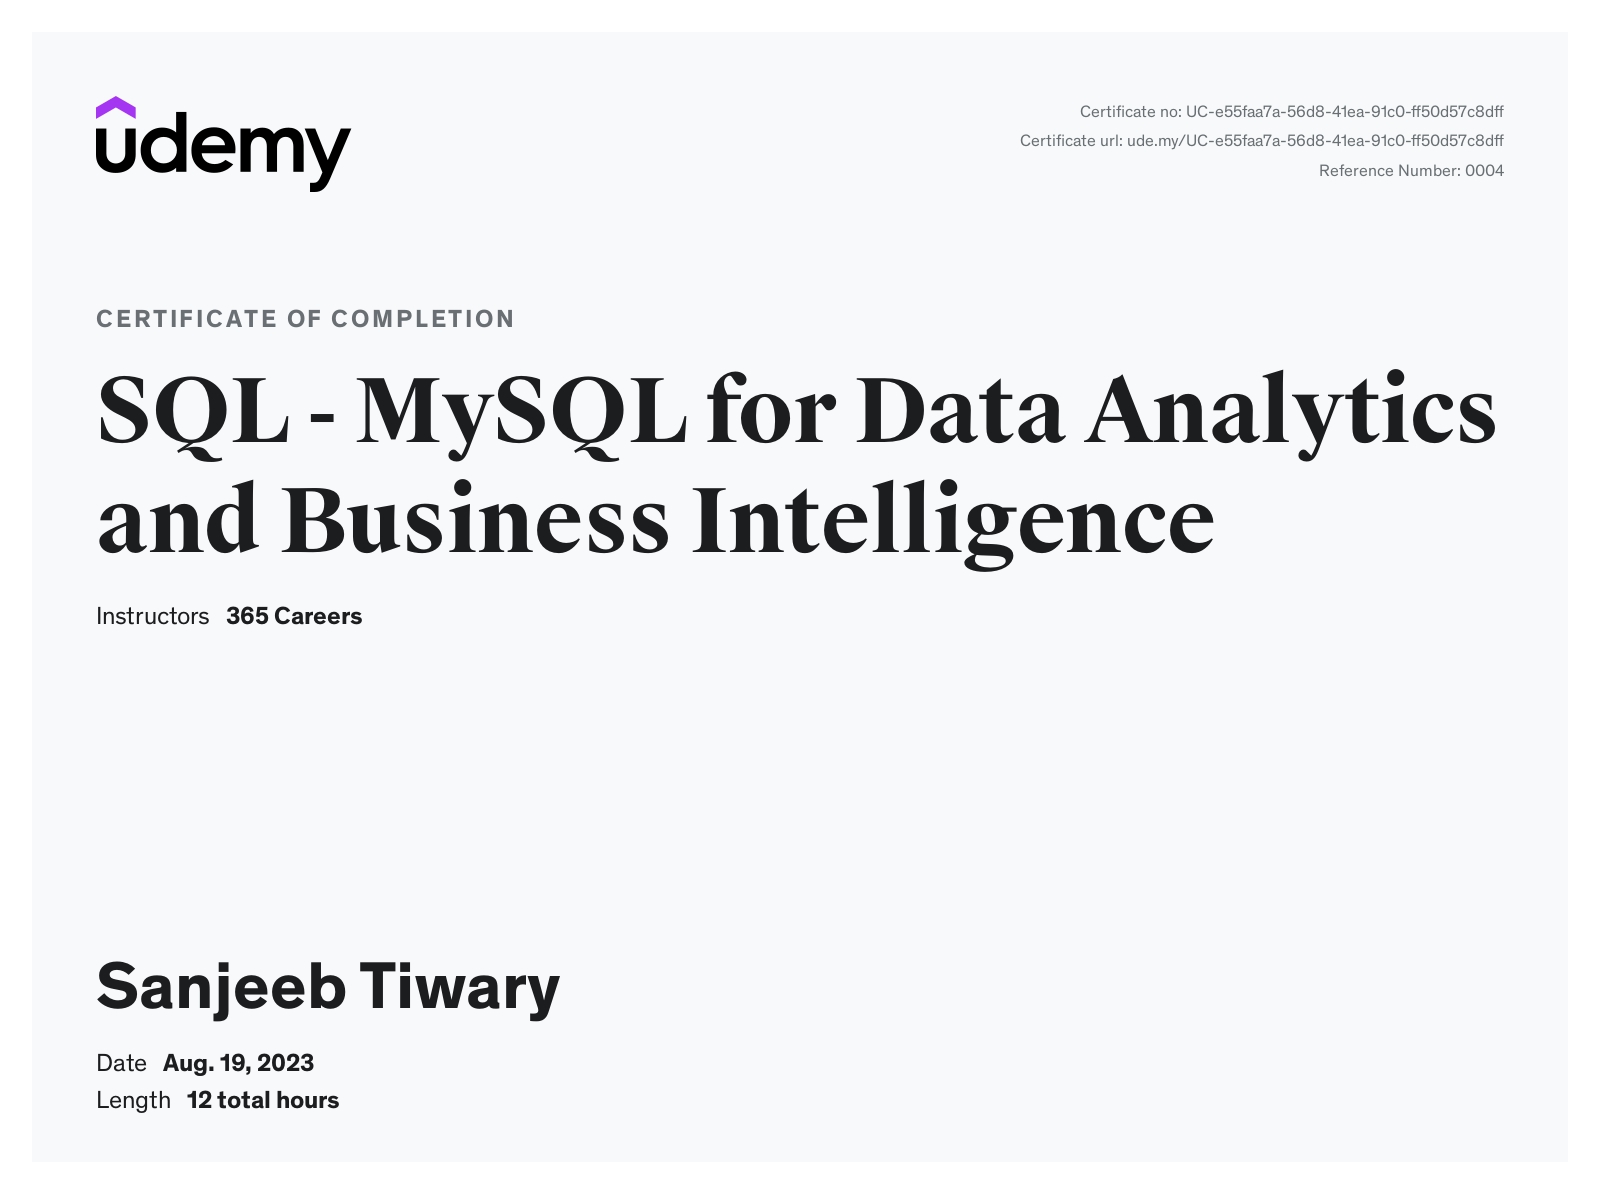 udemy
Certificate no: UC-e55faa7a-56d8-41ea-91c0-ff50d57c8dff
Certificate url: ude.my/UC-e55faa7a-56d8-41ea-91c0-ff50d57c8dff
Reference Number: 0004
CERTIFICATE OF COMPLETION
SQL - MySQL for Data Analytics
and Business Intelligence
Instructors 365 Careers
Sanjeeb Tiwary
Date Aug. 19, 2023
Length 12 total hours